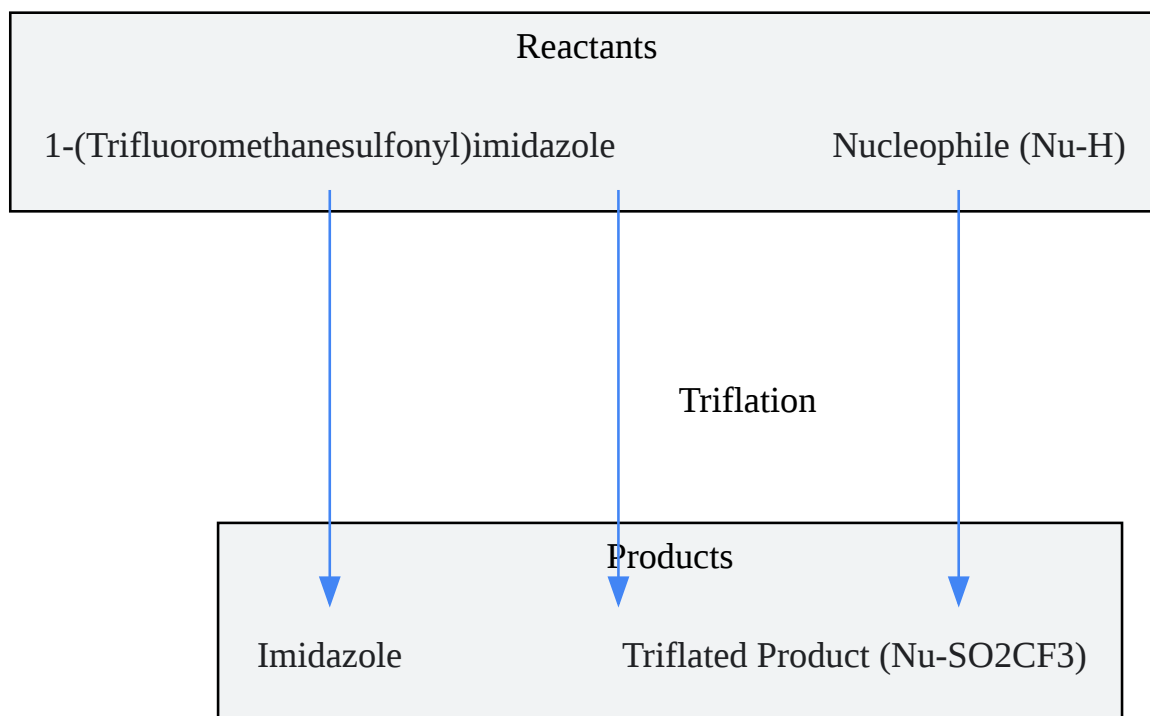 Reactants
1-(Trifluoromethanesulfonyl)imidazole Nucleophile (Nu-H)
Triflation
Products
Imidazole Triflated Product (Nu-SO2CF3)